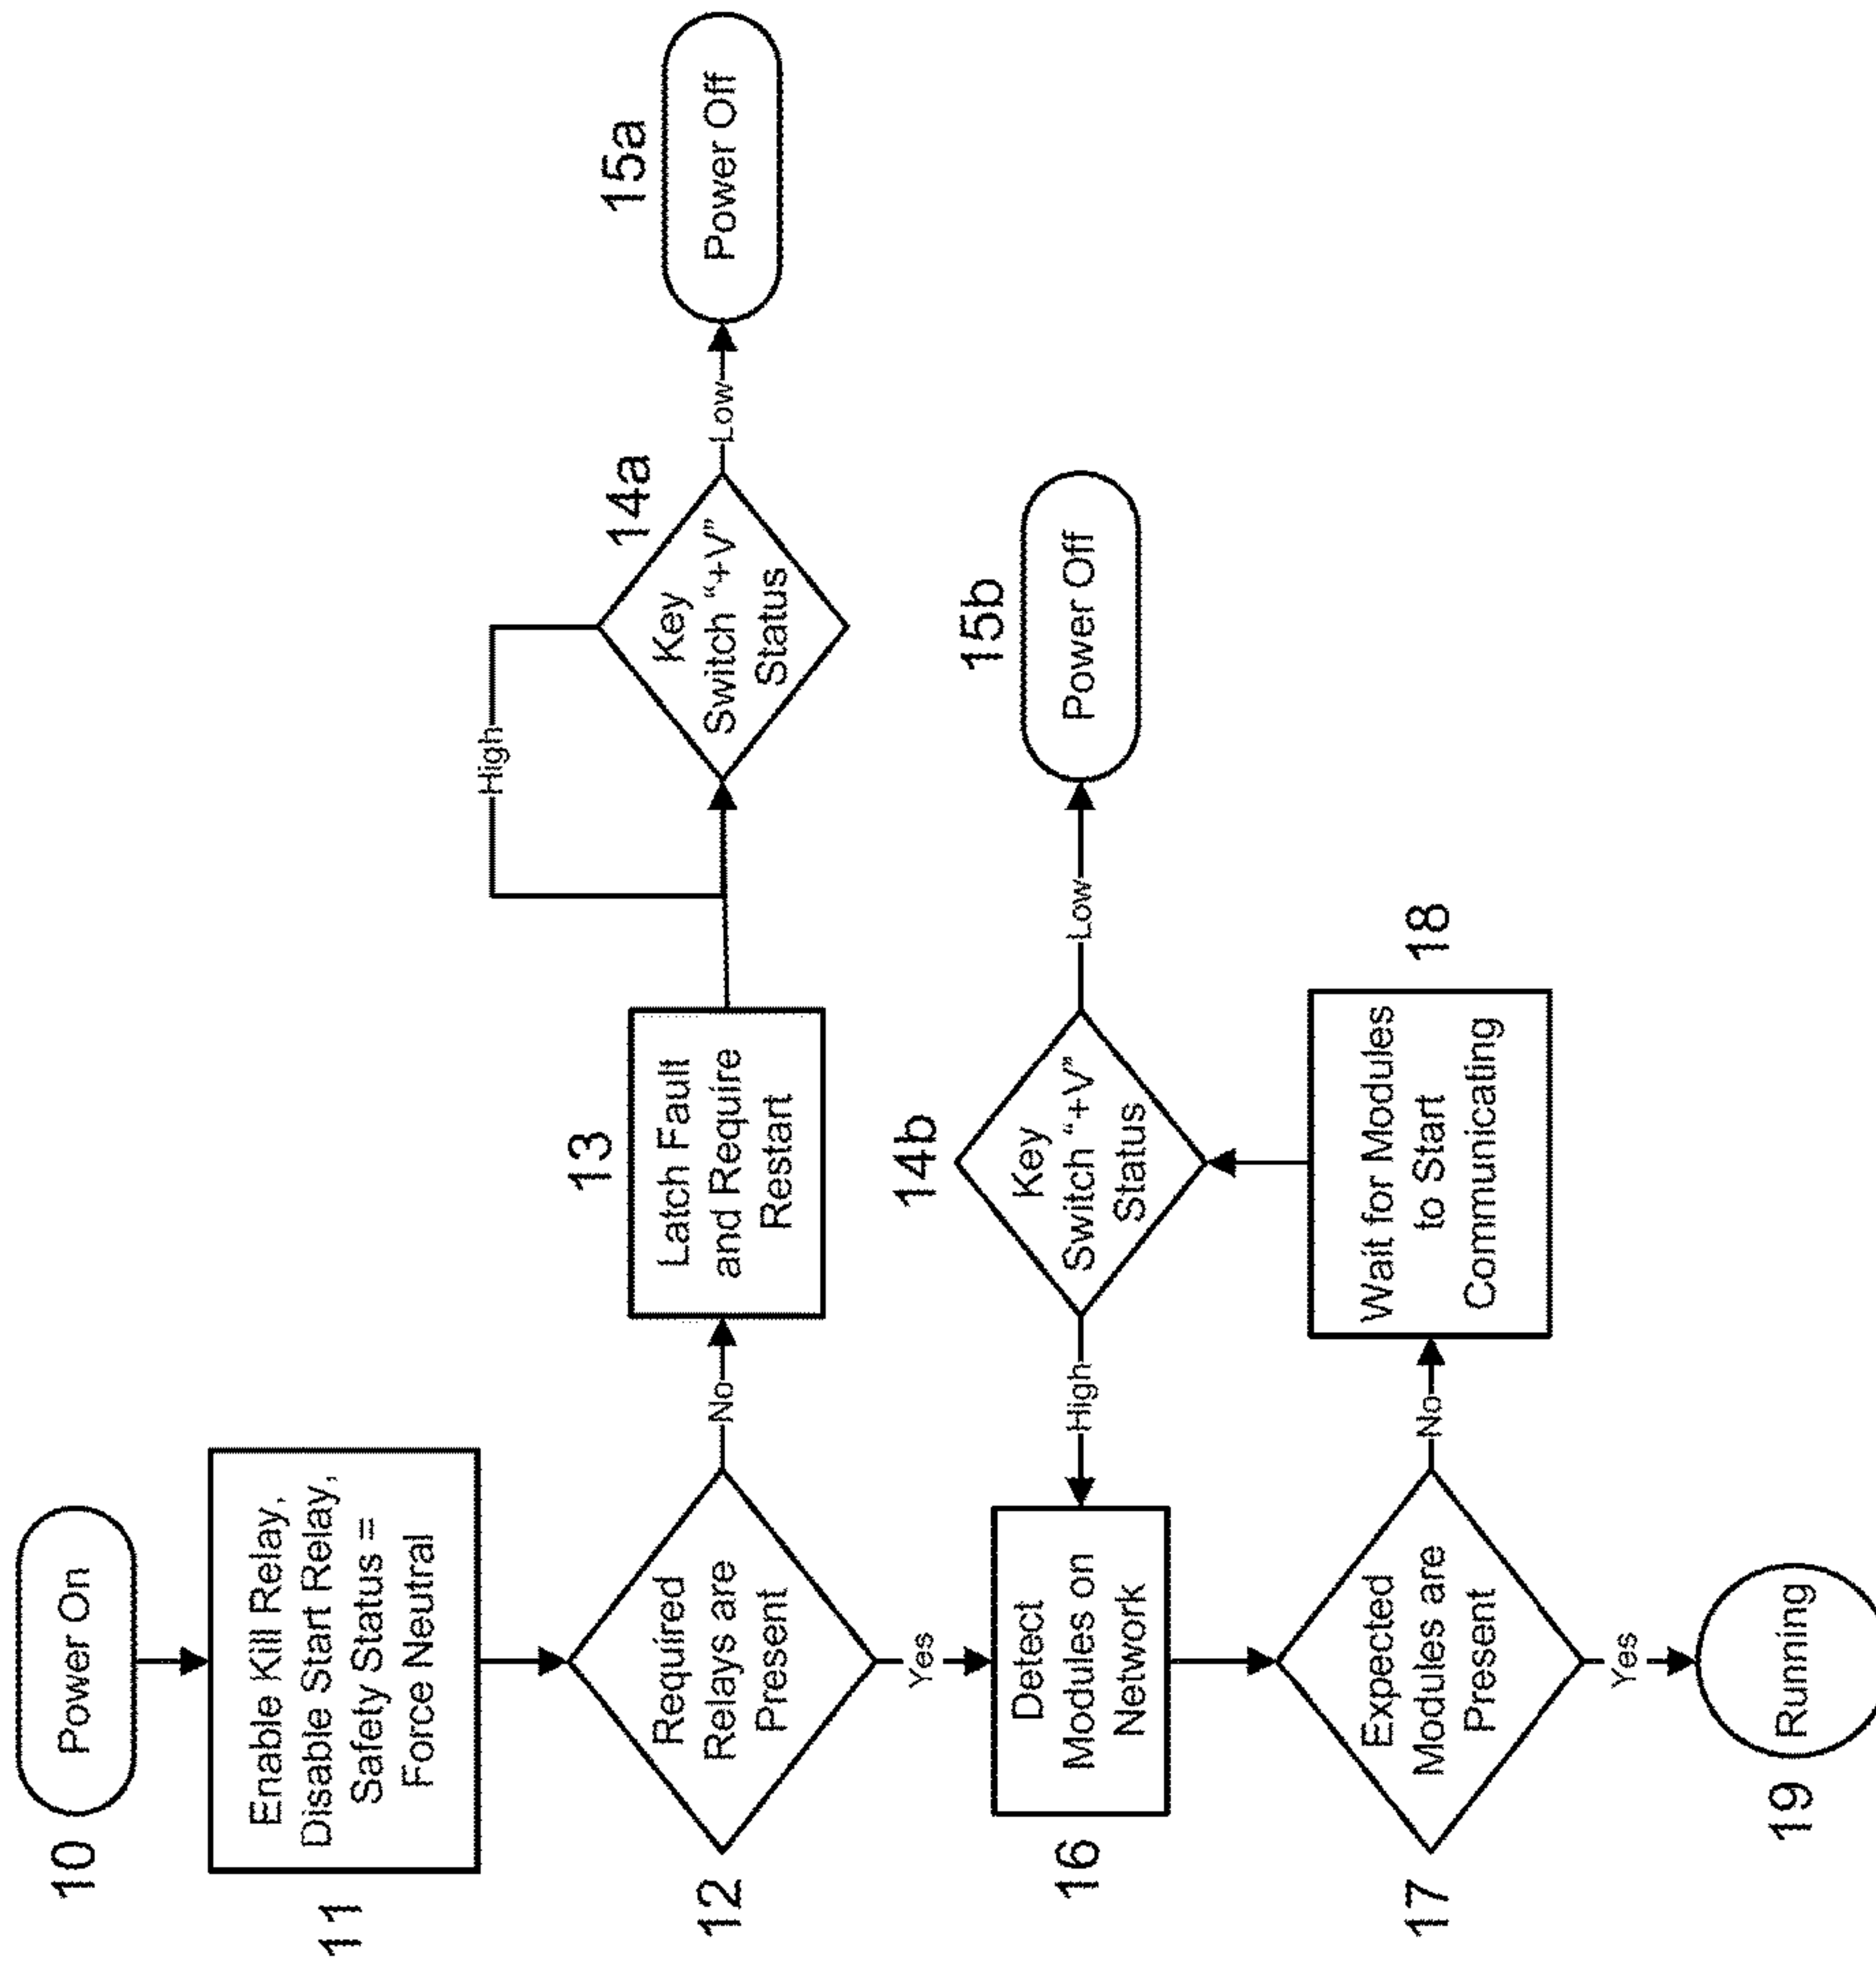 10
Power On
11
Enable Kill Relay,
Disable Start Relay,
Safety Status =
Force Neutral
12
Required
Relays are
Present
No
13
Latch Fault
and Require
Restart
High
14a
Key
Switch “+V”
Status
Low
15a
Power Off
Yes
16
Detect
Modules on
Network
High
14b
Key
Switch “+V”
Status
Low
15b
Power Off
17
Expected
Modules are
Present
No
18
Wait for Modules
to Start
Communicating
Yes
19
Running